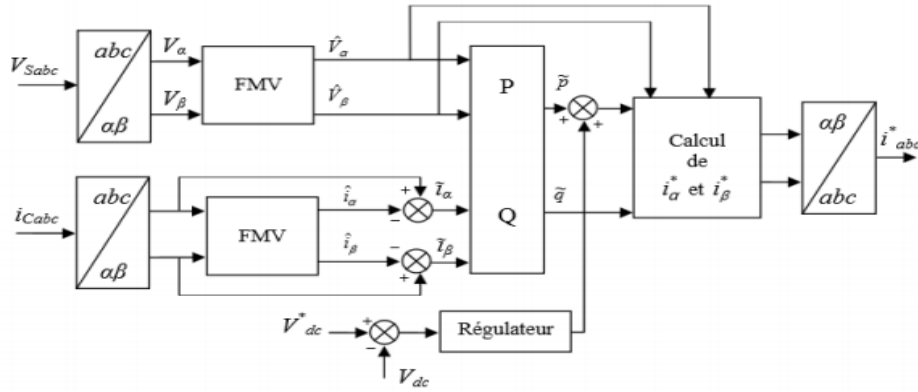 V_Sabc
abc
αβ
V_α
V_β
FMV
V̂_α
V̂_β
P
Q
p̃
+
+
q̃
Calcul
de
i*_α et i*_β
αβ
abc
i*_abc
i_Cabc
abc
αβ
FMV
î_α
î_β
+
−
ĩ_α
−
+
ĩ_β
V*_dc
+
−
V_dc
Régulateur